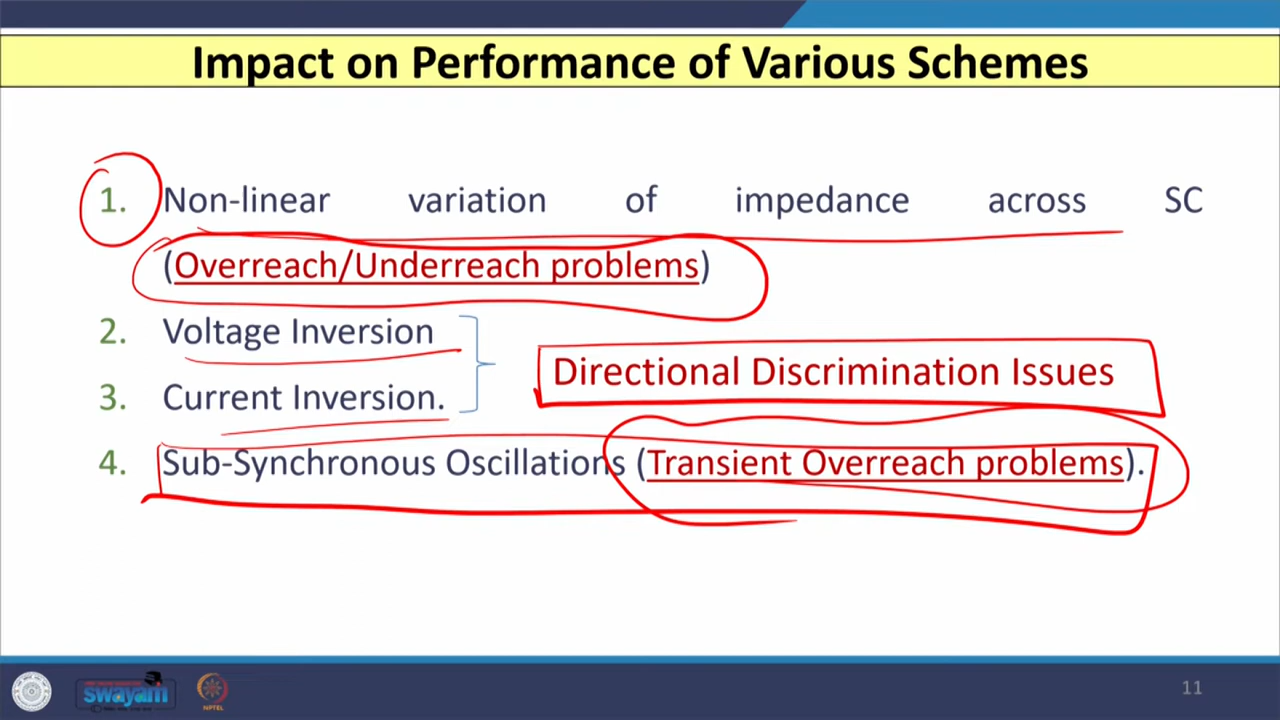 Impact on Performance of Various Schemes
1. Non-linear variation of impedance across SC
(Overreach/Underreach problems)
2. Voltage Inversion
3. Current Inversion.
Directional Discrimination Issues
4. Sub-Synchronous Oscillations (Transient Overreach problems).
swayam
NPTEL
11